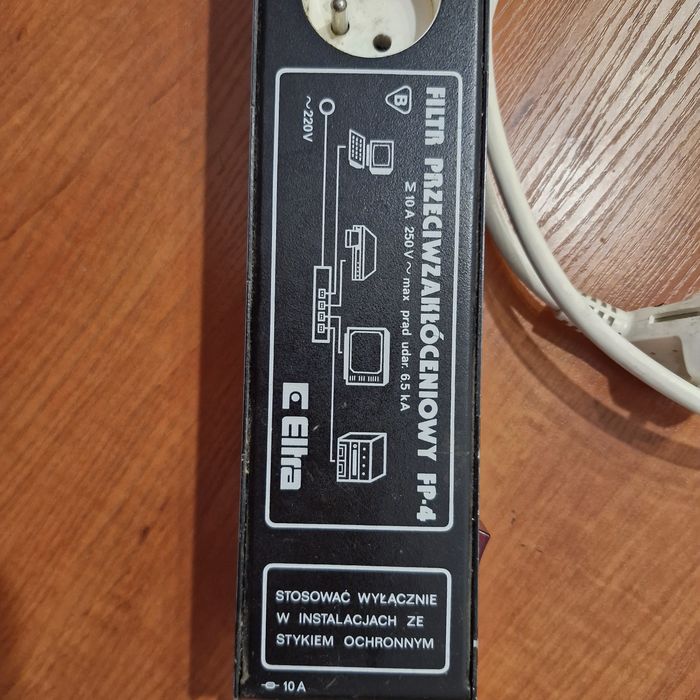 FILTR PRZECIWZAKŁÓCENIOWY FP-4
B
Σ 10 A 250 V ~ max prąd udar. 6.5 kA
~ 220V
Eltra
STOSOWAĆ WYŁĄCZNIE
W INSTALACJACH ZE
STYKIEM OCHRONNYM
10 A